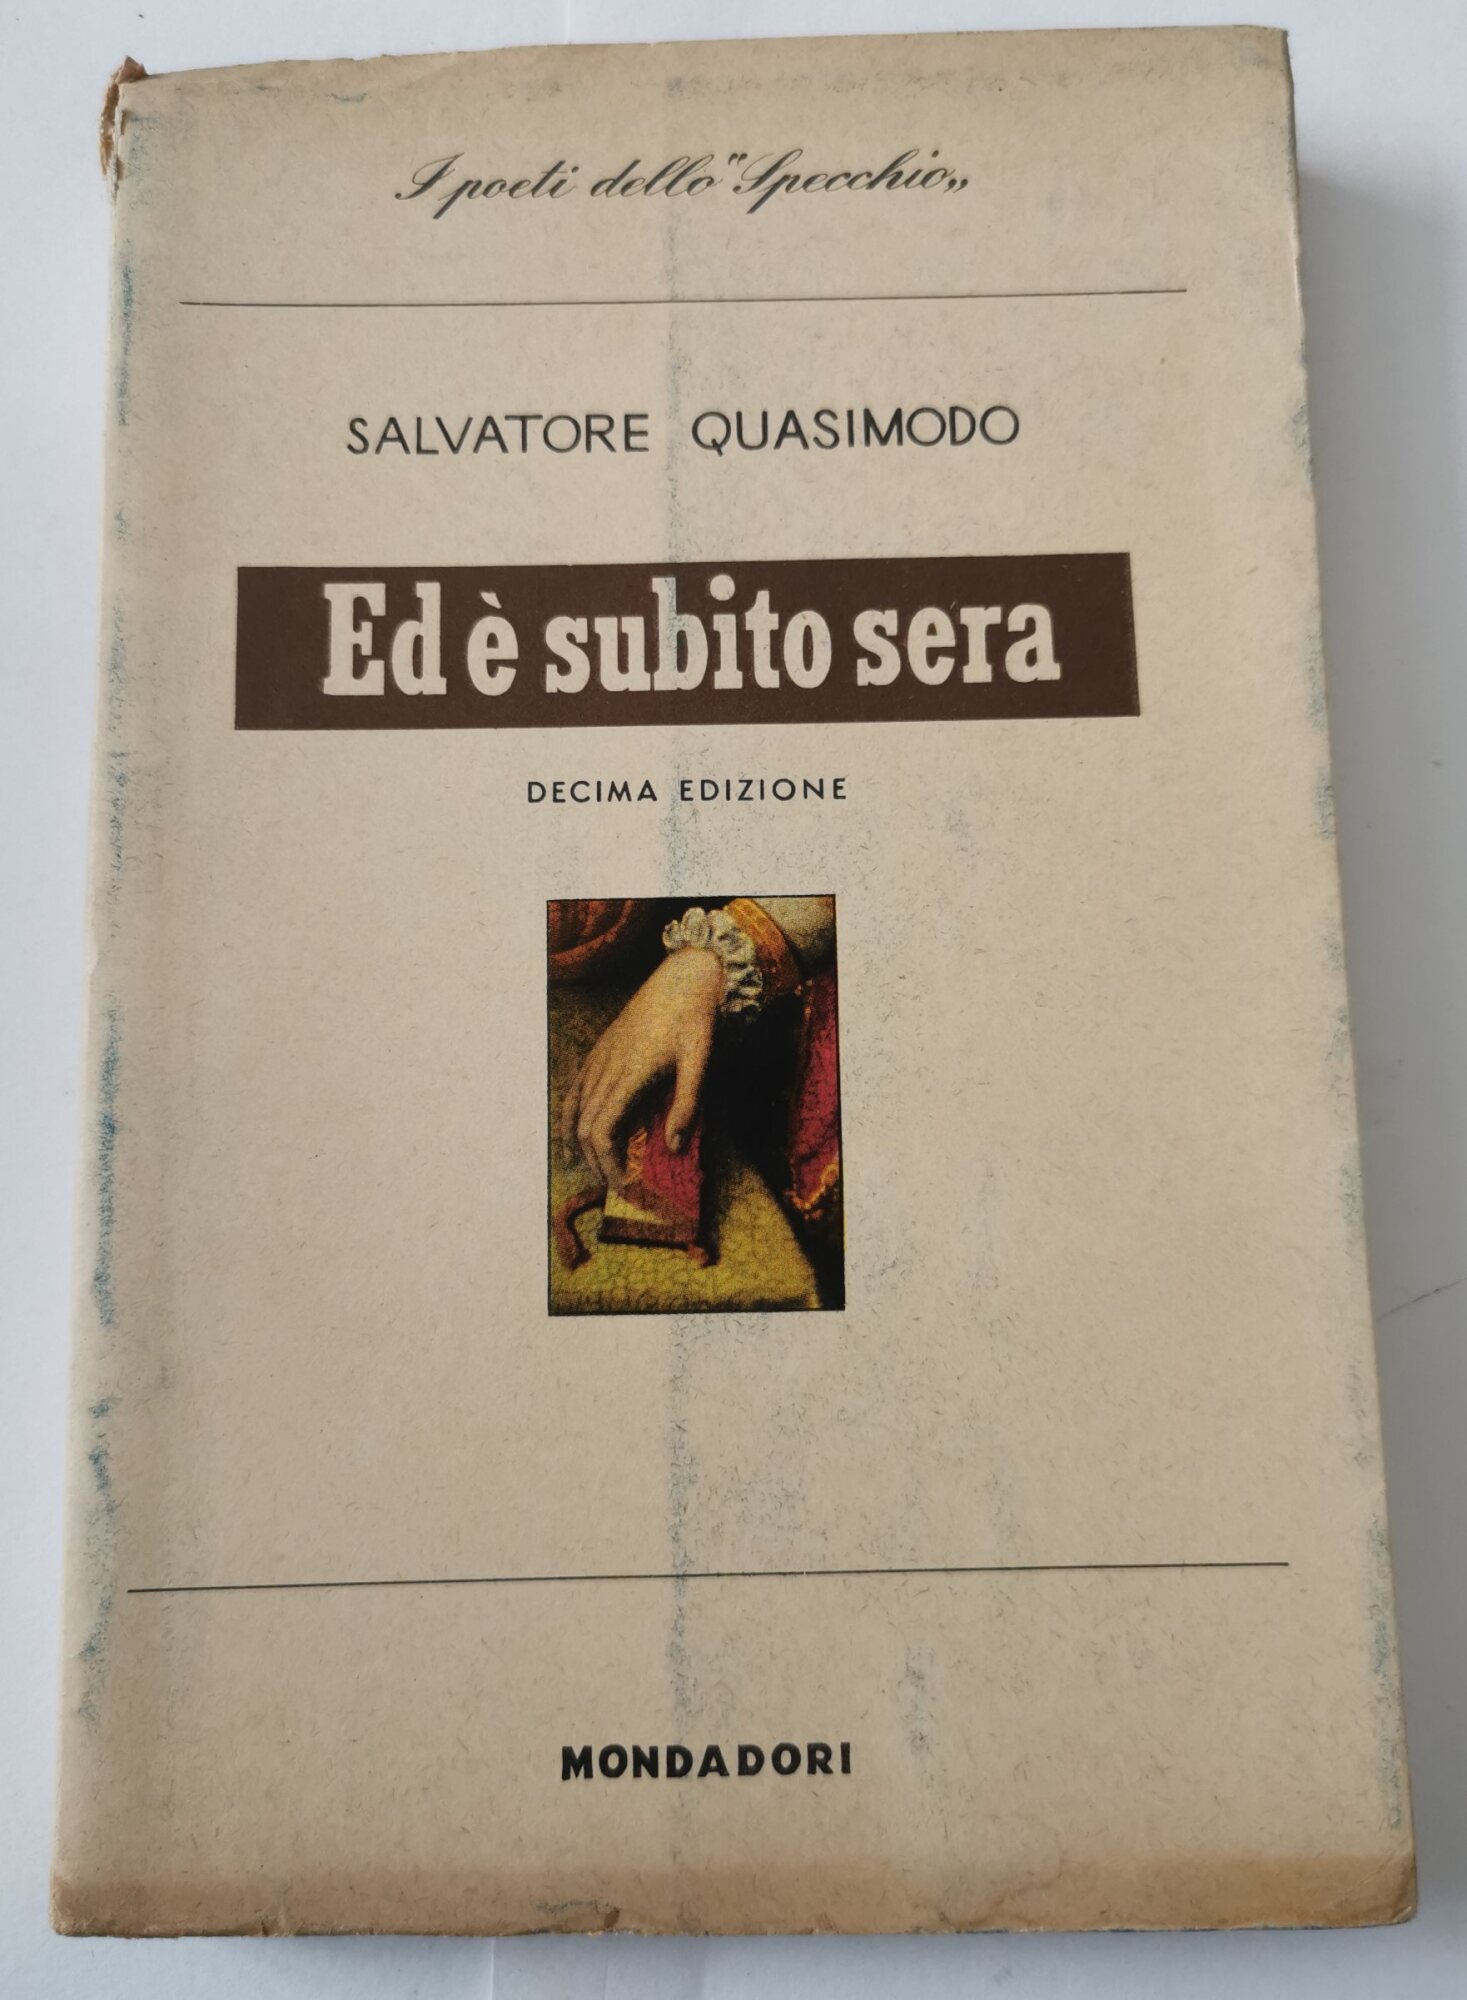 I poeti dello "Specchio„
SALVATORE QUASIMODO
Ed è subito sera
DECIMA EDIZIONE
MONDADORI